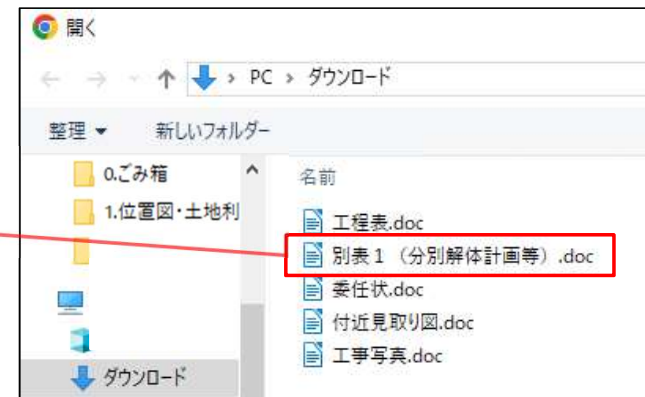 開く
PC › ダウンロード
整理 新しいフォルダー
0.ごみ箱
1.位置図・土地利
ダウンロード
名前
工程表.doc
別表１（分別解体計画等）.doc
委任状.doc
付近見取り図.doc
工事写真.doc